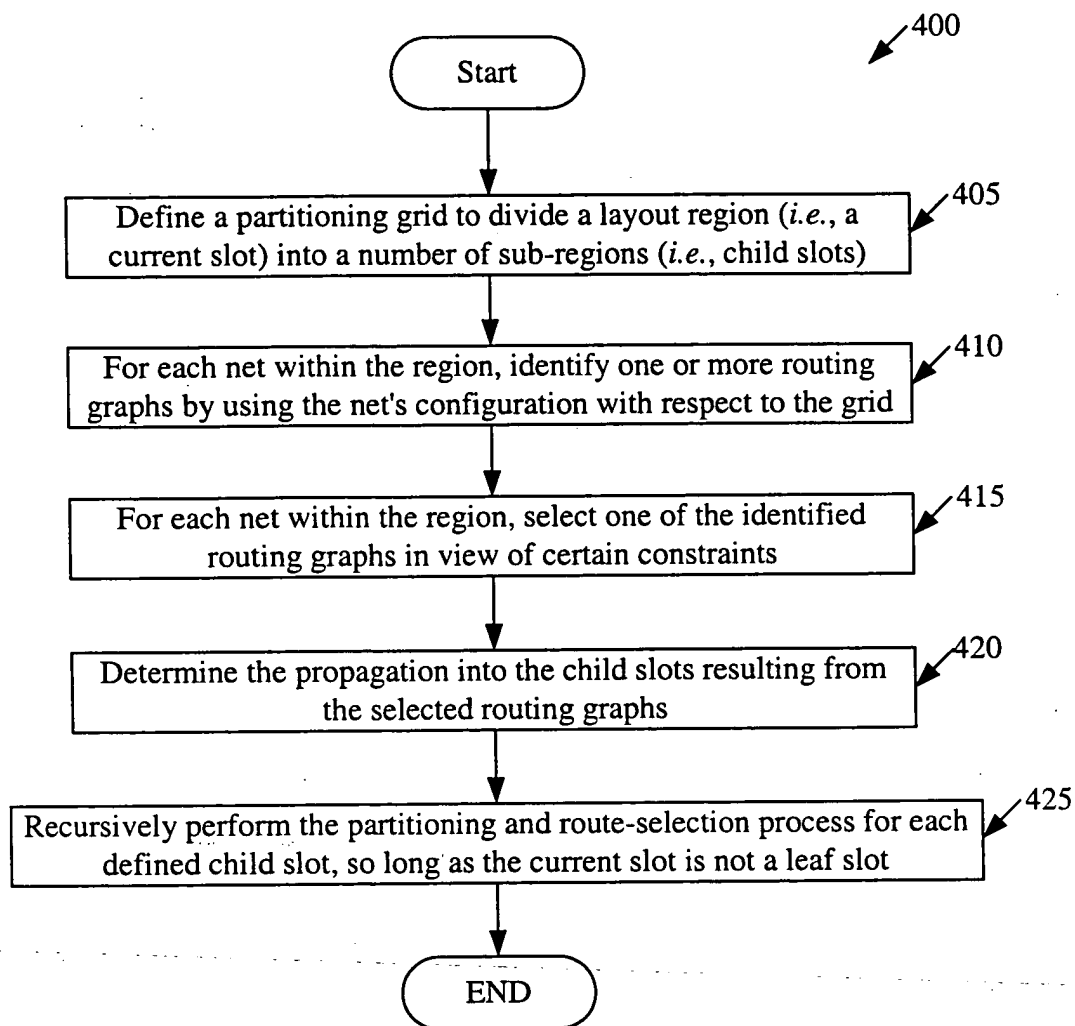 400
Start
405
Define a partitioning grid to divide a layout region (i.e., a
current slot) into a number of sub-regions (i.e., child slots)
410
For each net within the region, identify one or more routing
graphs by using the net's configuration with respect to the grid
415
For each net within the region, select one of the identified
routing graphs in view of certain constraints
420
Determine the propagation into the child slots resulting from
the selected routing graphs
425
Recursively perform the partitioning and route-selection process for each
defined child slot, so long as the current slot is not a leaf slot
END